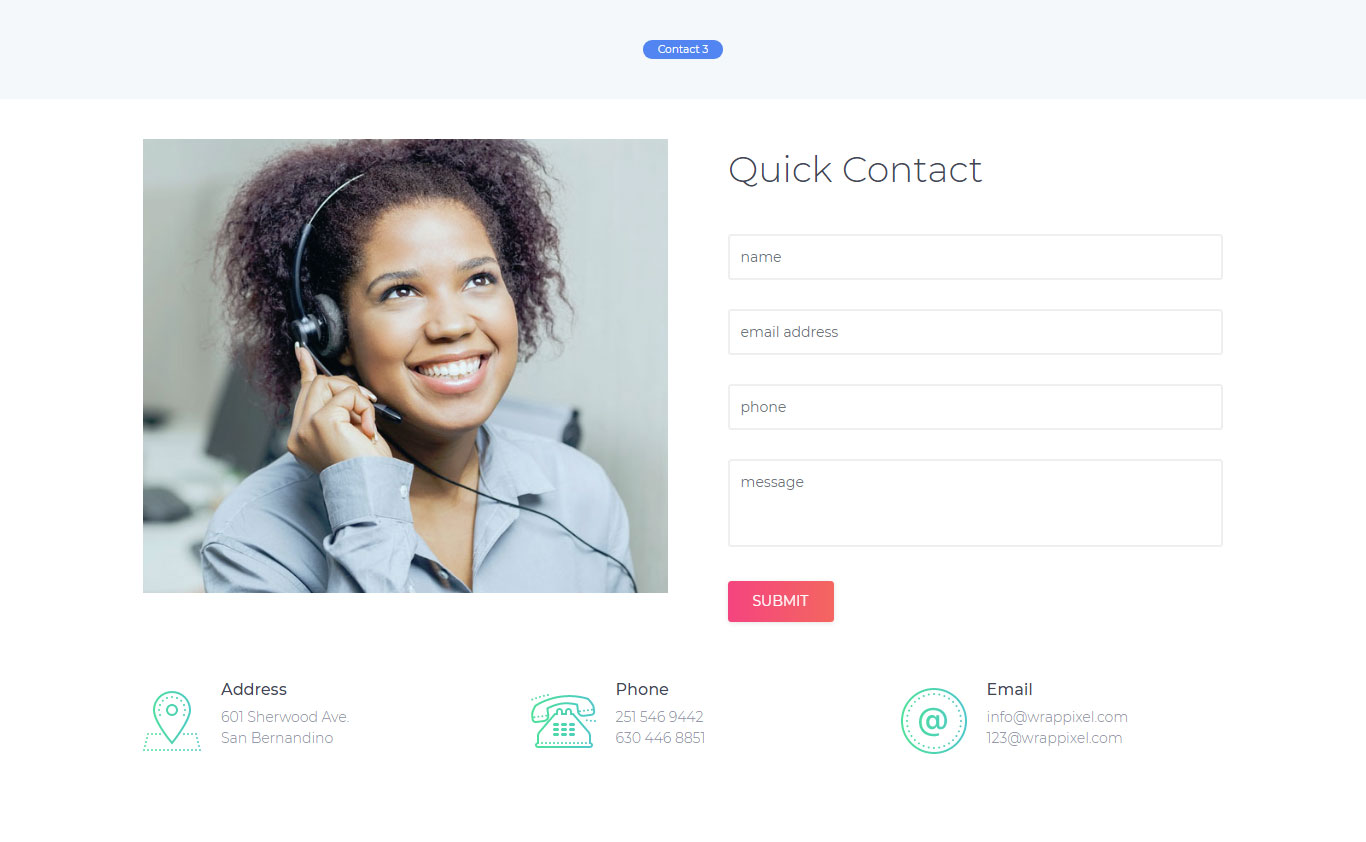 Contact 3
Quick Contact
name
email address
phone
message
SUBMIT
Address
601 Sherwood Ave.
San Bernandino
Phone
251 546 9442
630 446 8851
@
Email
info@wrappixel.com
123@wrappixel.com